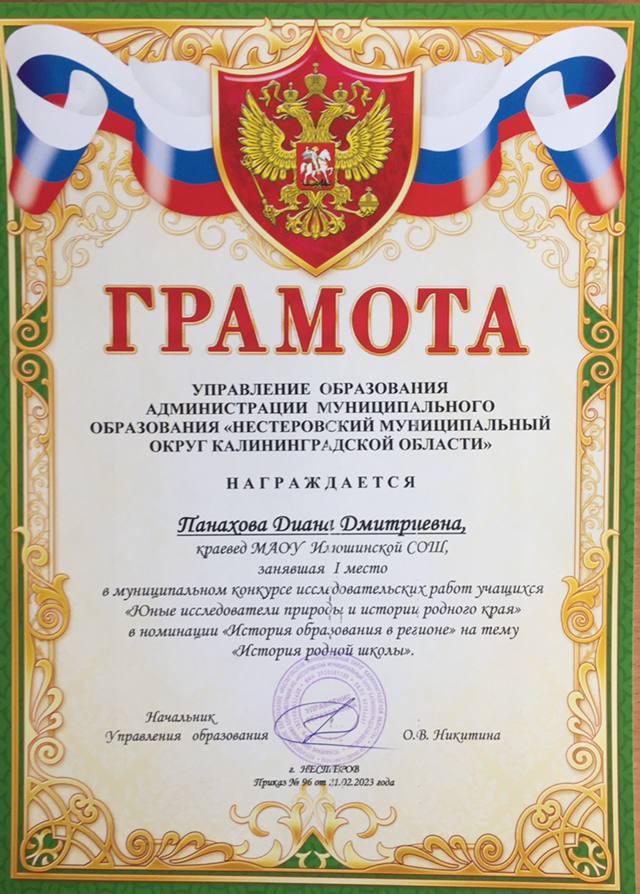 ГРАМОТА
УПРАВЛЕНИЕ ОБРАЗОВАНИЯ
АДМИНИСТРАЦИИ МУНИЦИПАЛЬНОГО
ОБРАЗОВАНИЯ «НЕСТЕРОВСКИЙ МУНИЦИПАЛЬНЫЙ
ОКРУГ КАЛИНИНГРАДСКОЙ ОБЛАСТИ»
НАГРАЖДАЕТСЯ
Панахова Диана Дмитриевна,
краевед МАОУ Илюшинской СОШ,
занявшая I место
в муниципальном конкурсе исследовательских работ учащихся
«Юные исследователи природы и истории родного края»
в номинации «История образования в регионе» на тему
«История родной школы».
Начальник
Управления образования О.В. Никитина
г. НЕСТЕРОВ
Приказ № 96 от 21.02.2023 года